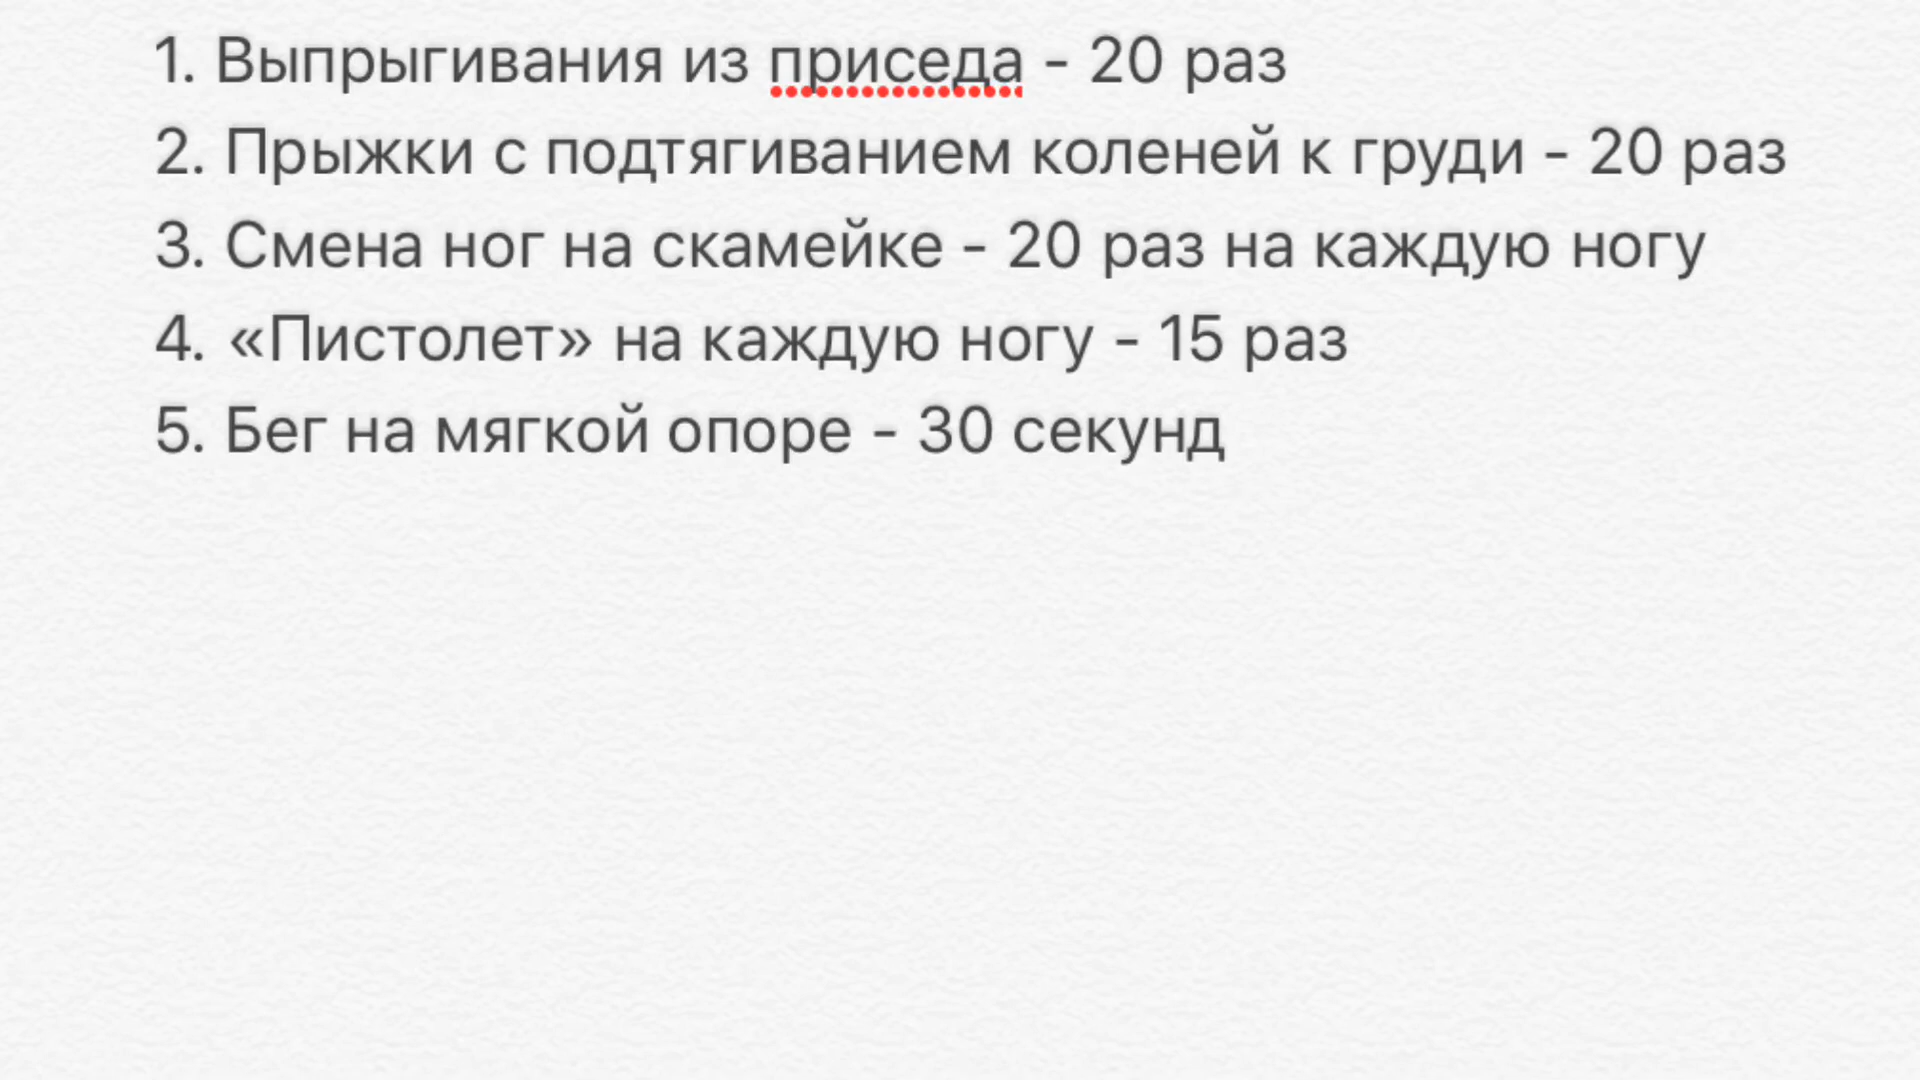 1. Выпрыгивания из приседа - 20 раз
2. Прыжки с подтягиванием коленей к груди - 20 раз
3. Смена ног на скамейке - 20 раз на каждую ногу
4. «Пистолет» на каждую ногу - 15 раз
5. Бег на мягкой опоре - 30 секунд